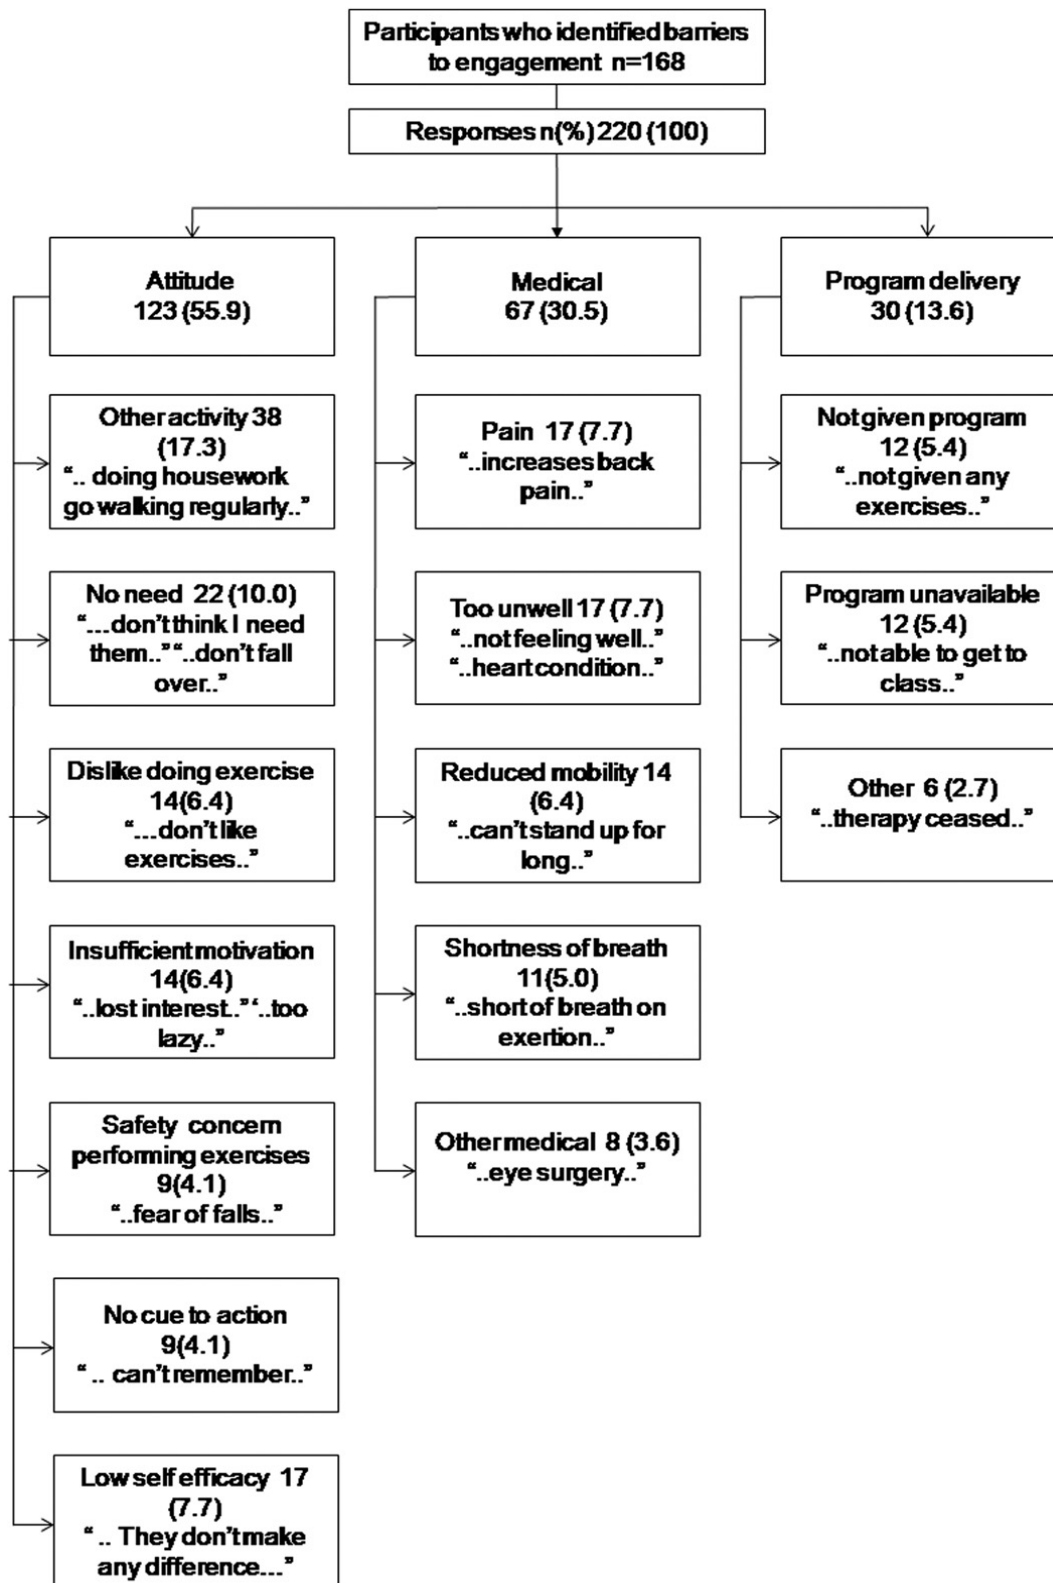 Participants who identified barriers
to engagement n=168
Responses n(%) 220 (100)
Attitude
123 (55.9)
Other activity 38
(17.3)
“.. doing housework
go walking regularly..”
No need 22 (10.0)
“...don’t think I need
them..” “..don’t fall
over..”
Dislike doing exercise
14(6.4)
“...don’t like
exercises..”
Insufficient motivation
14(6.4)
“..lost interest..” ‘..too
lazy..”
Safety concern
performing exercises
9(4.1)
“..fear of falls..”
No cue to action
9(4.1)
“.. can’t remember..”
Low self efficacy 17
(7.7)
“.. They don’t make
any difference...”
Medical
67 (30.5)
Pain 17 (7.7)
“..increases back
pain..”
Too unwell 17 (7.7)
“..not feeling well..”
“..heart condition..”
Reduced mobility 14
(6.4)
“..can’t stand up for
long..”
Shortness of breath
11(5.0)
“..short of breath on
exertion..”
Other medical 8 (3.6)
“..eye surgery..”
Program delivery
30 (13.6)
Not given program
12 (5.4)
“..not given any
exercises..”
Program unavailable
12 (5.4)
“..not able to get to
class..”
Other 6 (2.7)
“..therapy ceased..”